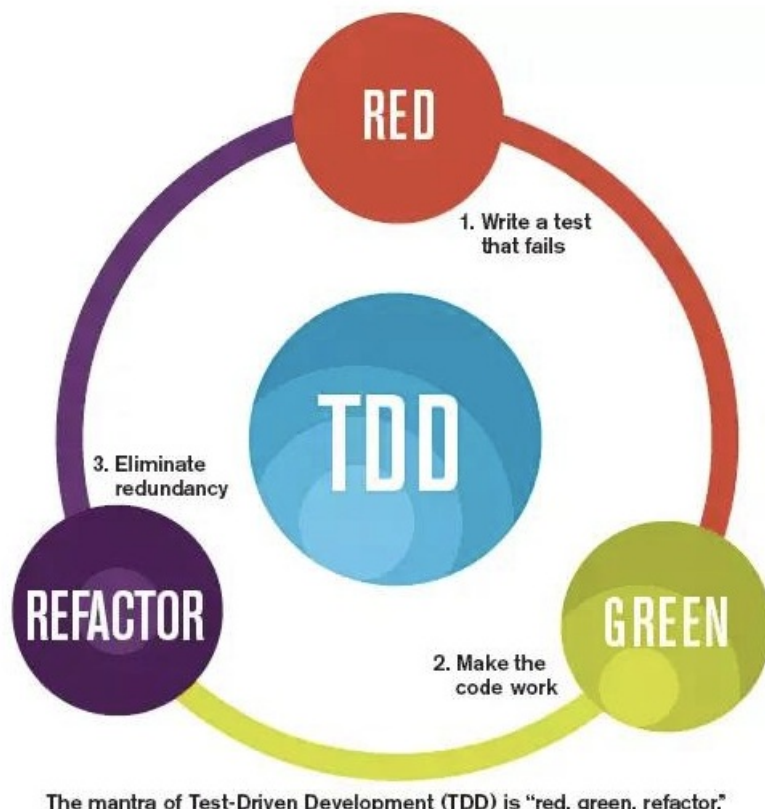 RED
1. Write a test
that fails
TDD
3. Eliminate
redundancy
REFACTOR
GREEN
2. Make the
code work
The mantra of Test-Driven Development (TDD) is “red, green, refactor.”